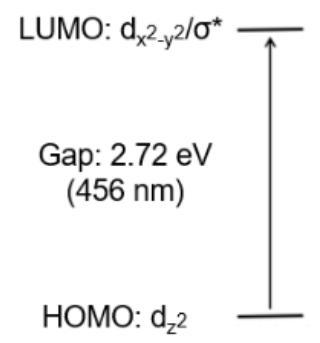 LUMO: dx2-y2/σ*
Gap: 2.72 eV
(456 nm)
HOMO: dz2